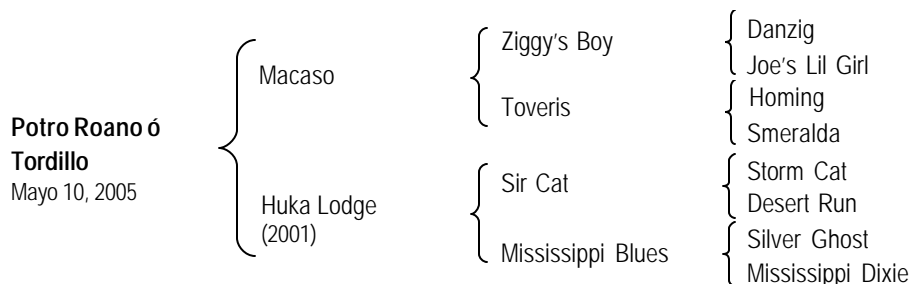 Potro Roano ó
Tordillo
Mayo 10, 2005
Macaso
Huka Lodge
(2001)
Ziggy's Boy
Toveris
Sir Cat
Mississippi Blues
Danzig
Joe's Lil Girl
Homing
Smeralda
Storm Cat
Desert Run
Silver Ghost
Mississippi Dixie